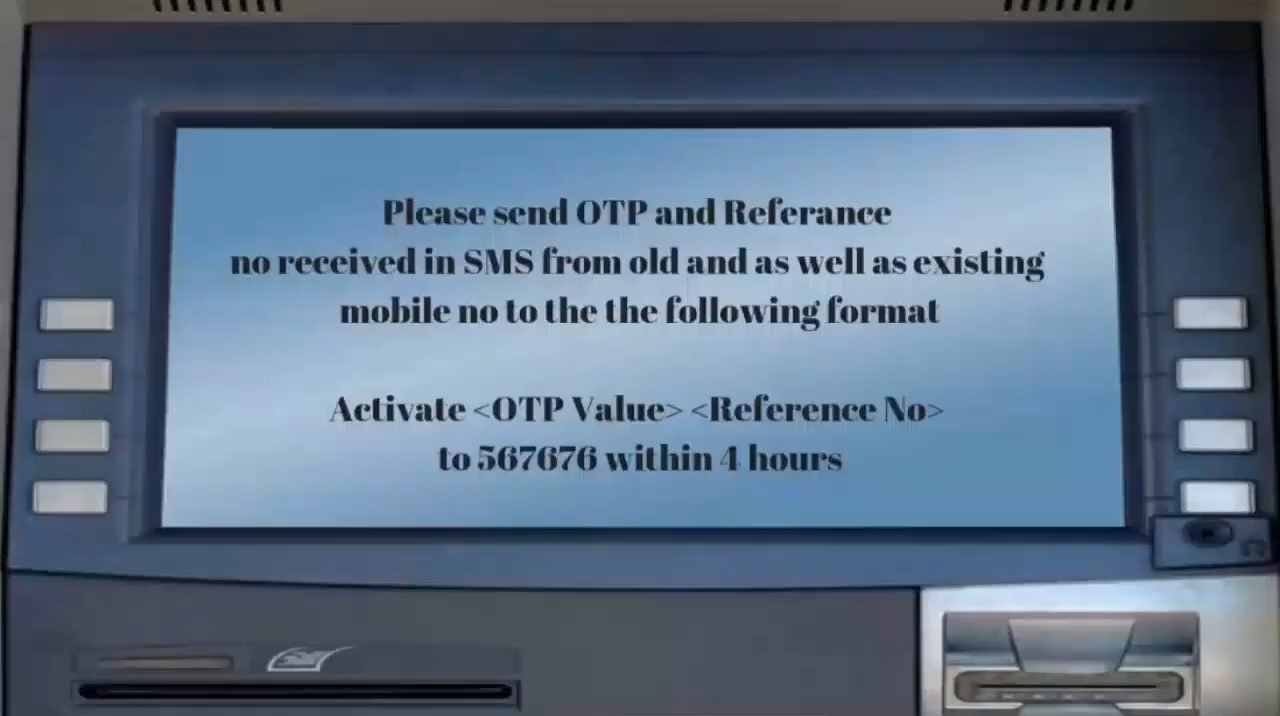 Please send OTP and Referance
no received in SMS from old and as well as existing
mobile no to the the following format
Activate <OTP Value> <Reference No>
to 567676 within 4 hours